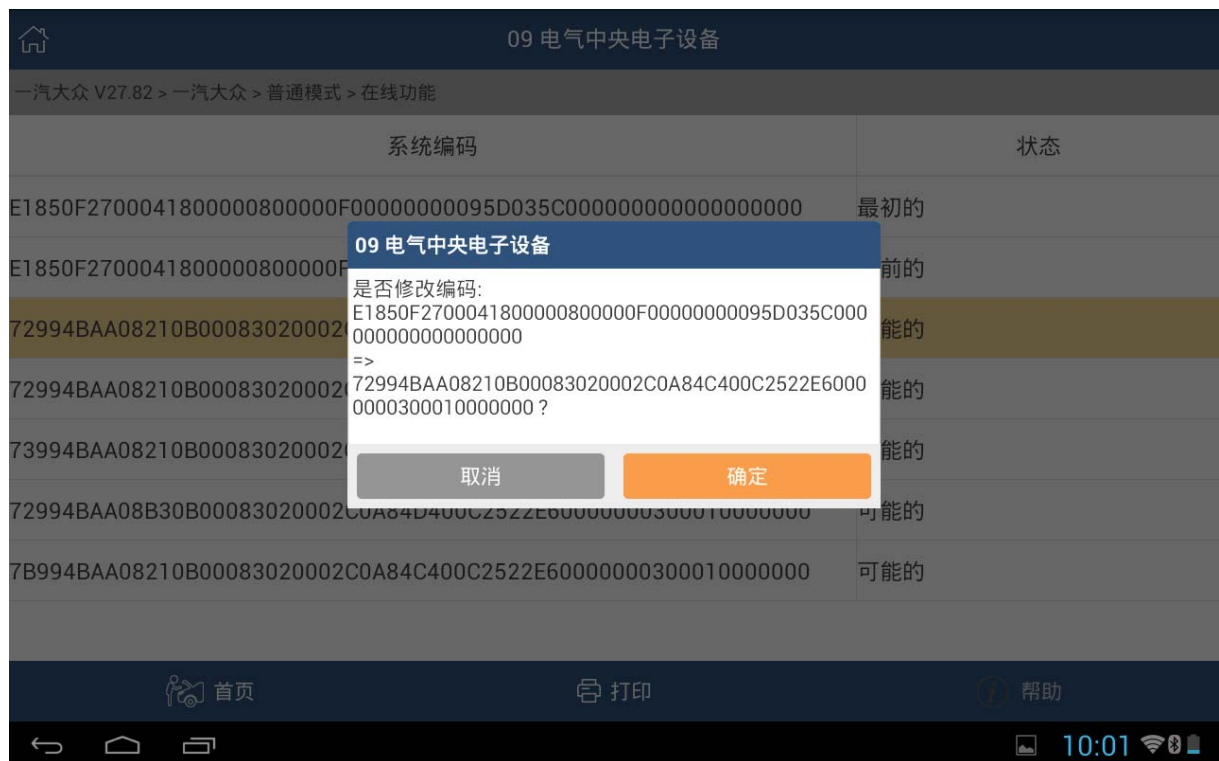 09 电气中央电子设备
一汽大众 V27.82 > 一汽大众 > 普通模式 > 在线功能
系统编码 状态
E1850F2700041800000800000F00000000095D035C000000000000000000 最初的
E1850F2700041800000800000F 前的
72994BAA08210B00083020002 能的
72994BAA08210B00083020002 能的
73994BAA08210B00083020002 能的
72994BAA08B30B00083020002C0A84D400C2522E60000000300010000000 可能的
7B994BAA08210B00083020002C0A84C400C2522E60000000300010000000 可能的
09 电气中央电子设备
是否修改编码:
E1850F2700041800000800000F00000000095D035C000
000000000000000
=>
72994BAA08210B00083020002C0A84C400C2522E6000
0000300010000000 ?
取消 确定
首页 打印 帮助
10:01